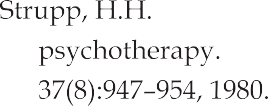 Strupp, H.H.
psychotherapy.
37(8):947–954, 1980.